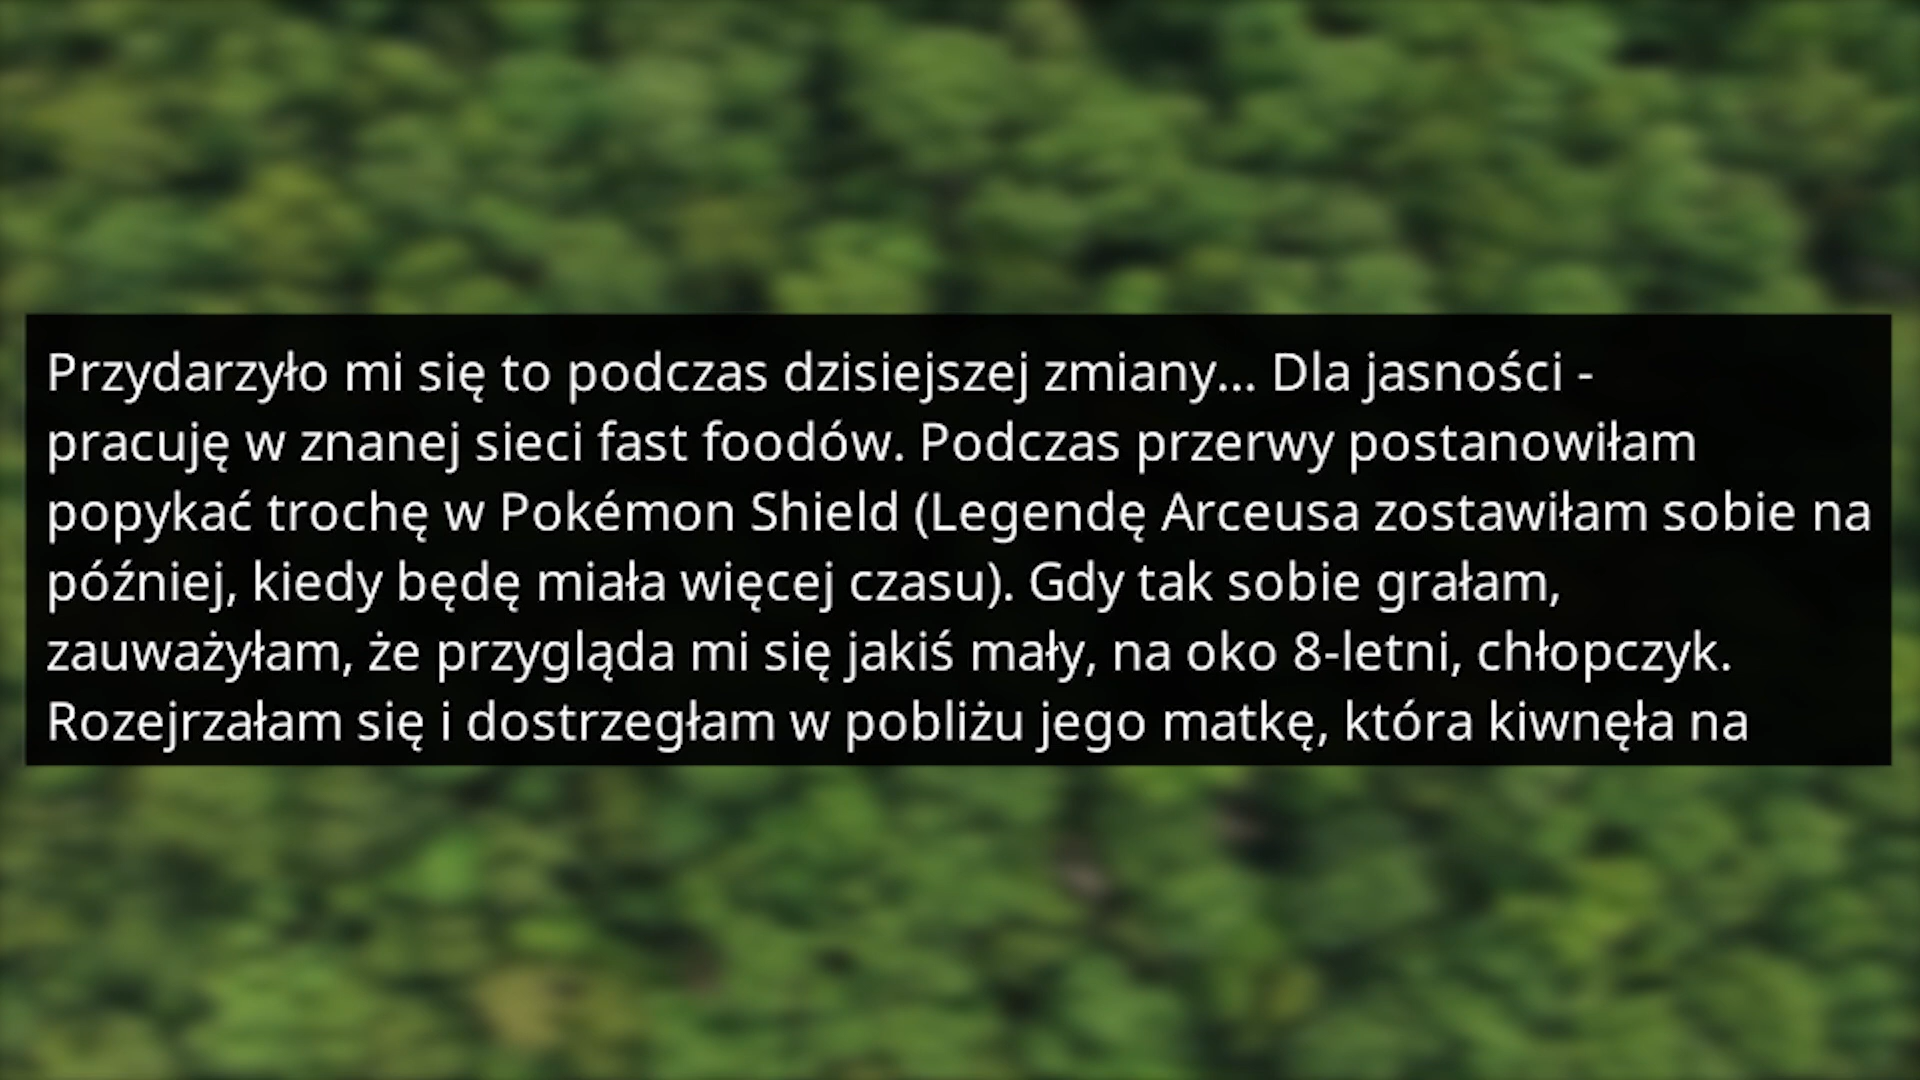 Przydarzyło mi się to podczas dzisiejszej zmiany... Dla jasności -
pracuję w znanej sieci fast foodów. Podczas przerwy postanowiłam
popykać trochę w Pokémon Shield (Legendę Arceusa zostawiłam sobie na
później, kiedy będę miała więcej czasu). Gdy tak sobie grałam,
zauważyłam, że przygląda mi się jakiś mały, na oko 8-letni, chłopczyk.
Rozejrzałam się i dostrzegłam w pobliżu jego matkę, która kiwnęła na